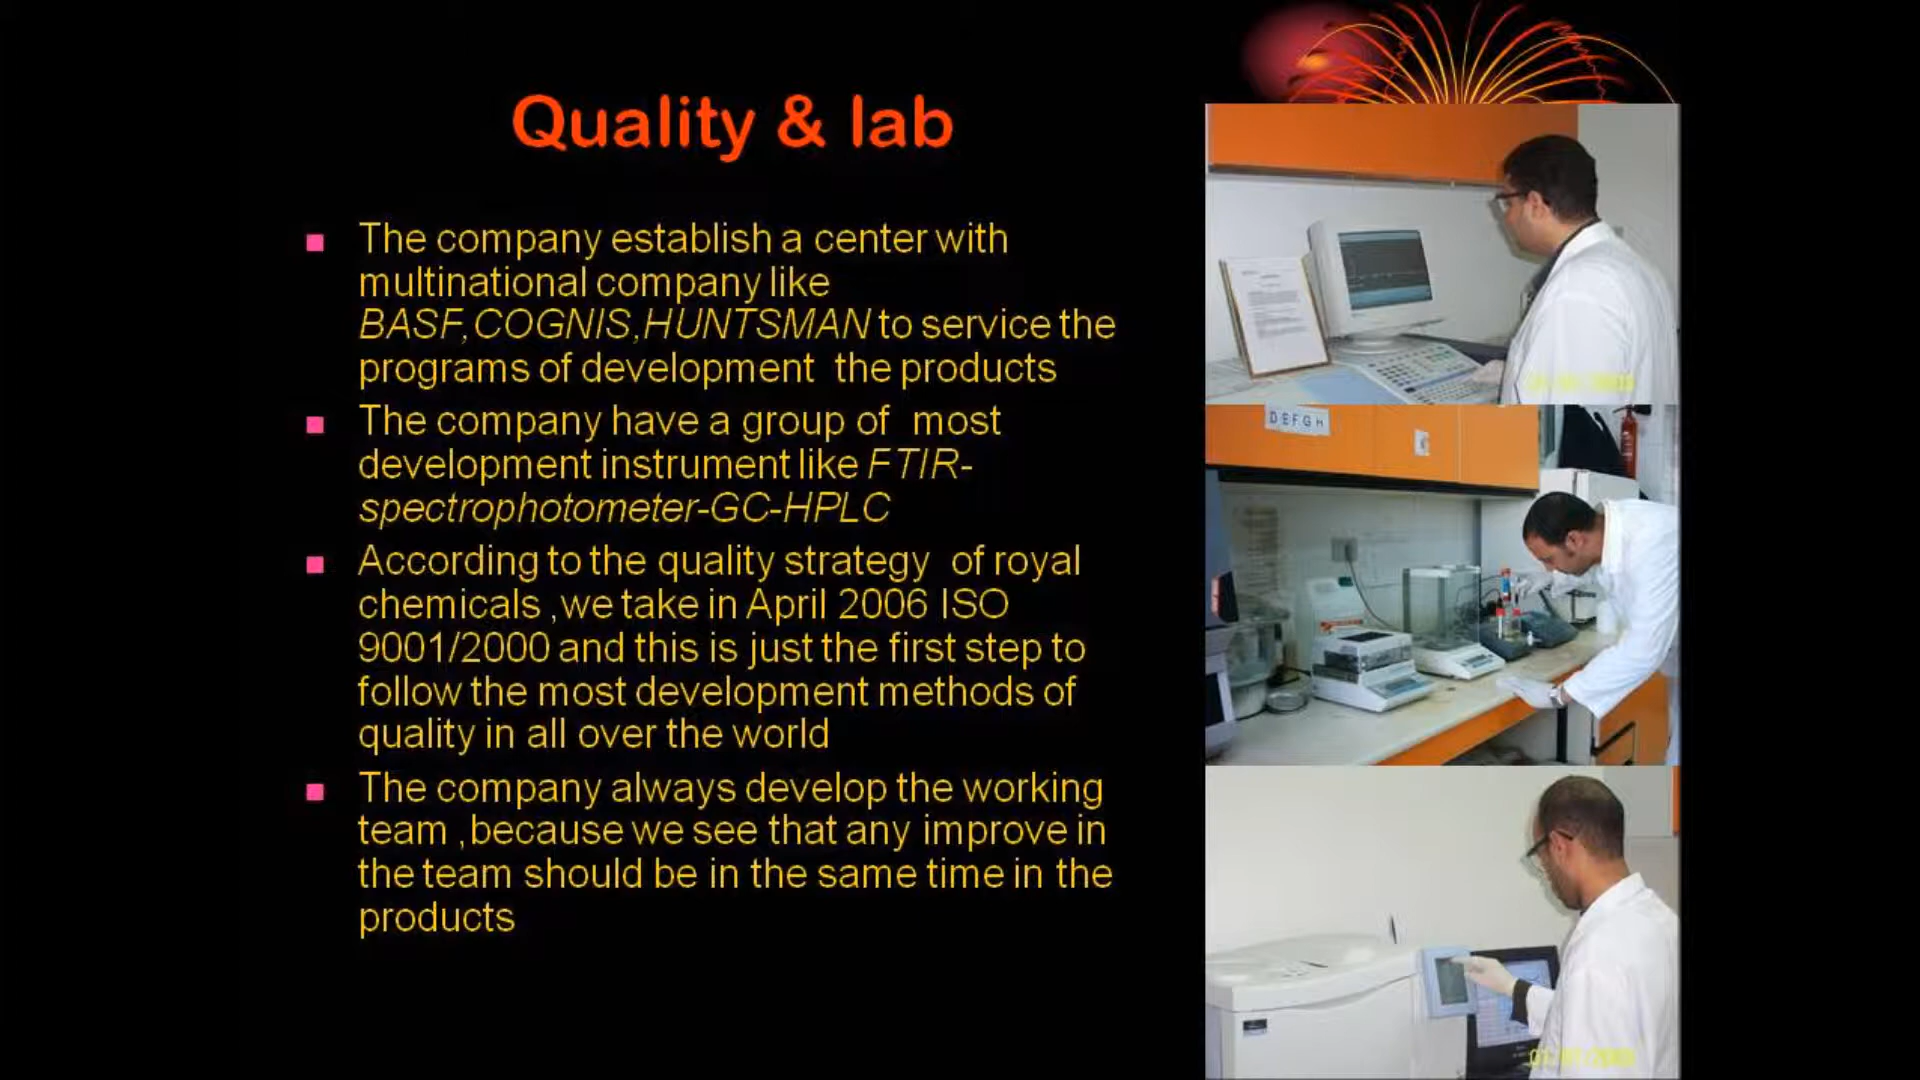 Quality & lab
The company establish a center with
multinational company like
BASF,COGNIS,HUNTSMAN to service the
programs of development the products
The company have a group of most
development instrument like FTIR-
spectrophotometer-GC-HPLC
According to the quality strategy of royal
chemicals ,we take in April 2006 ISO
9001/2000 and this is just the first step to
follow the most development methods of
quality in all over the world
The company always develop the working
team ,because we see that any improve in
the team should be in the same time in the
products
D E F G H